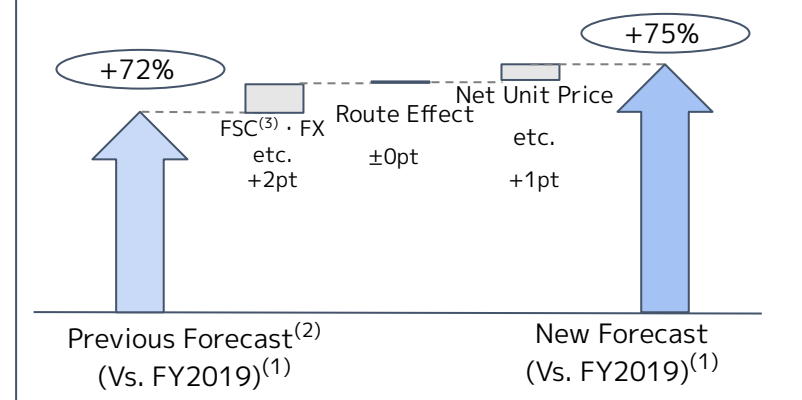 +72%
+75%
FSC(3)・FX
etc.
+2pt
Route Effect
±0pt
Net Unit Price
etc.
+1pt
Previous Forecast(2)
(Vs. FY2019)(1)
New Forecast
(Vs. FY2019)(1)